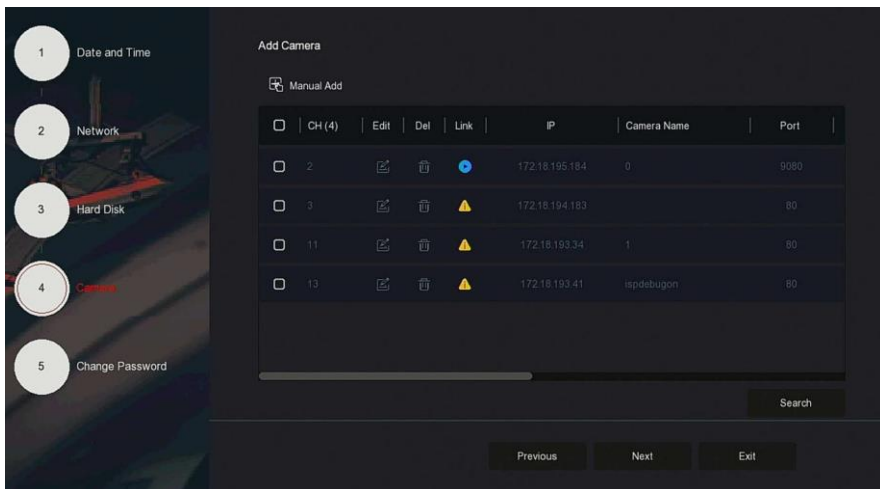 1 Date and Time
2 Network
3 Hard Disk
4 Camera
5 Change Password
Add Camera
Manual Add
CH (4) Edit Del Link IP Camera Name Port
2 172.18.195.184 0 9080
3 172.18.194.183 80
11 172.18.193.34 1 80
13 172.18.193.41 ispdebugon 80
Search
Previous Next Exit